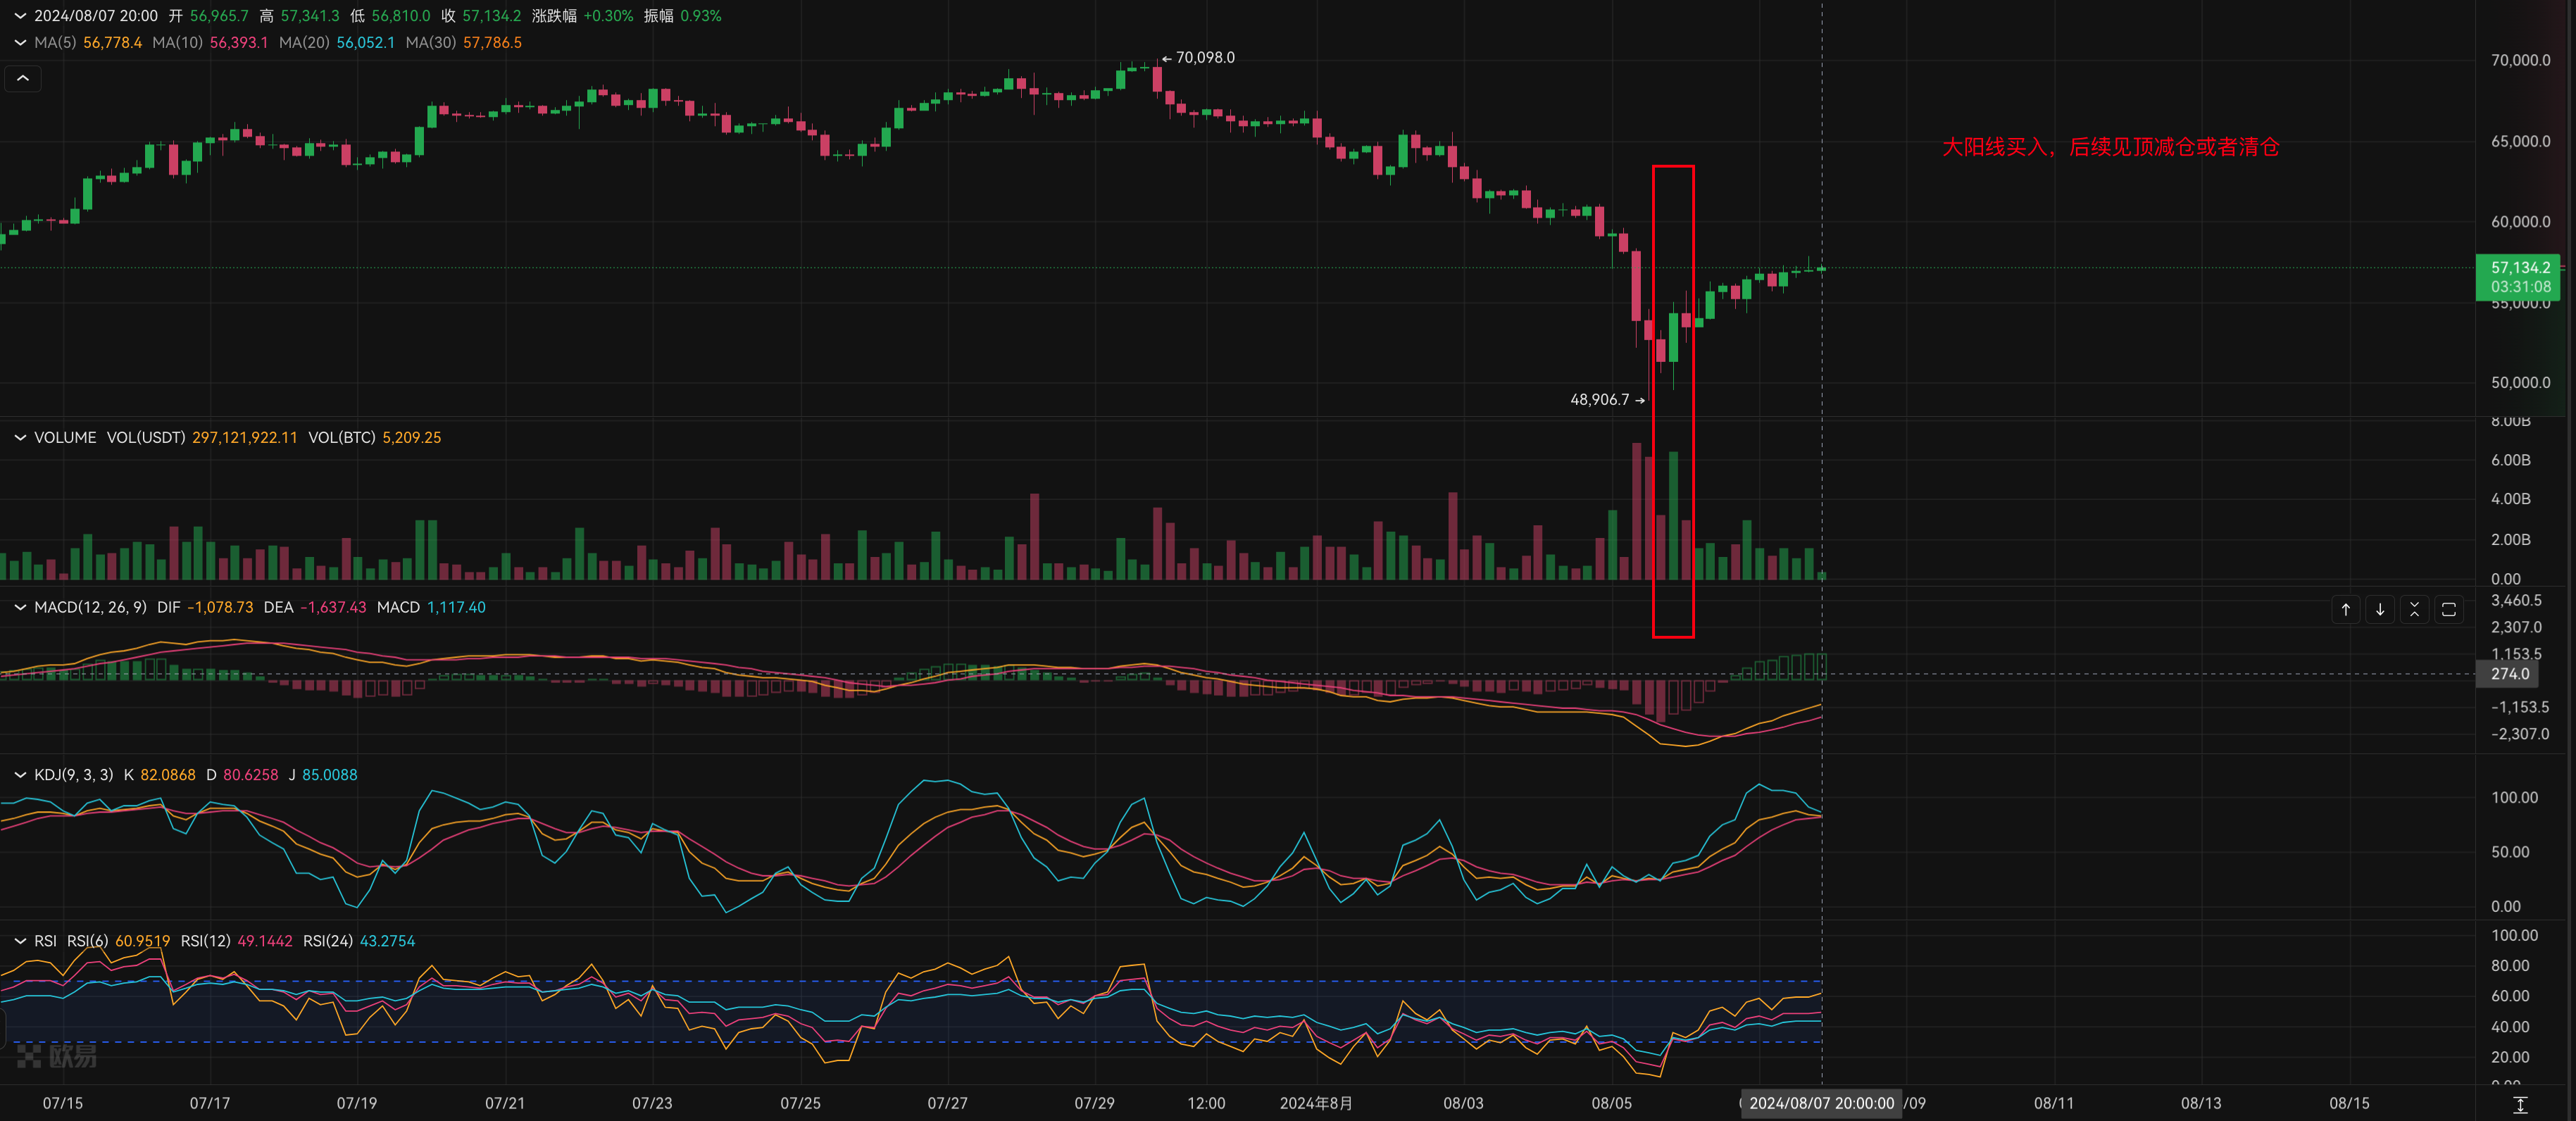 2024/08/07 20:00 开 56,965.7 高 57,341.3 低 56,810.0 收 57,134.2 涨跌幅 +0.30% 振幅 0.93%
MA(5) 56,778.4 MA(10) 56,393.1 MA(20) 56,052.1 MA(30) 57,786.5
70,098.0
70,000.0
大阳线买入，后续见顶减仓或者清仓
65,000.0
60,000.0
57,134.2
03:31:08
55,000.0
50,000.0
48,906.7
8.00B
VOLUME VOL(USDT) 297,121,922.11 VOL(BTC) 5,209.25
6.00B
4.00B
2.00B
0.00
MACD(12, 26, 9) DIF −1,078.73 DEA −1,637.43 MACD 1,117.40
3,460.5
2,307.0
1,153.5
274.0
−1,153.5
−2,307.0
KDJ(9, 3, 3) K 82.0868 D 80.6258 J 85.0088
100.00
50.00
0.00
RSI RSI(6) 60.9519 RSI(12) 49.1442 RSI(24) 43.2754
100.00
80.00
60.00
40.00
欧易
20.00
0.00
07/15 07/17 07/19 07/21 07/23 07/25 07/27 07/29 12:00 2024年8月 08/03 08/05 2024/08/07 20:00:00 /09 08/11 08/13 08/15